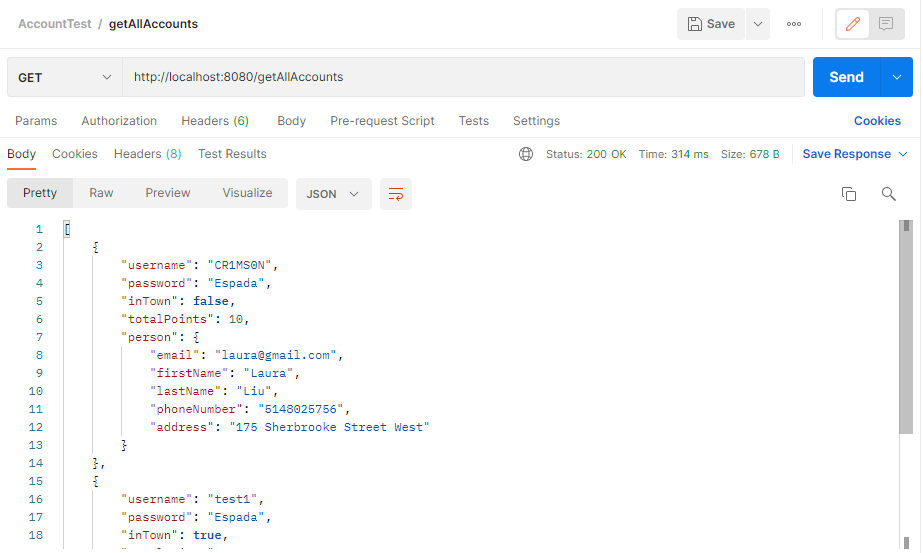 AccountTest / getAllAccounts
Save
GET
http://localhost:8080/getAllAccounts
Send
Params Authorization Headers (6) Body Pre-request Script Tests Settings Cookies
Body Cookies Headers (8) Test Results
Status: 200 OK Time: 314 ms Size: 678 B Save Response
Pretty Raw Preview Visualize JSON
1 [
2 {
3 "username": "CR1MS0N",
4 "password": "Espada",
5 "inTown": false,
6 "totalPoints": 10,
7 "person": {
8 "email": "laura@gmail.com",
9 "firstName": "Laura",
10 "lastName": "Liu",
11 "phoneNumber": "5148025756",
12 "address": "175 Sherbrooke Street West"
13 }
14 },
15 {
16 "username": "test1",
17 "password": "Espada",
18 "inTown": true,